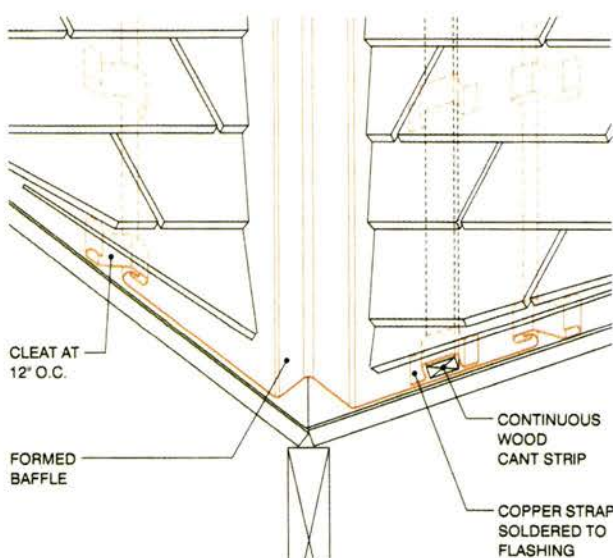 CLEAT AT
12" O.C.
FORMED
BAFFLE
CONTINUOUS
WOOD
CANT STRIP
COPPER STRAP
SOLDERED TO
FLASHING